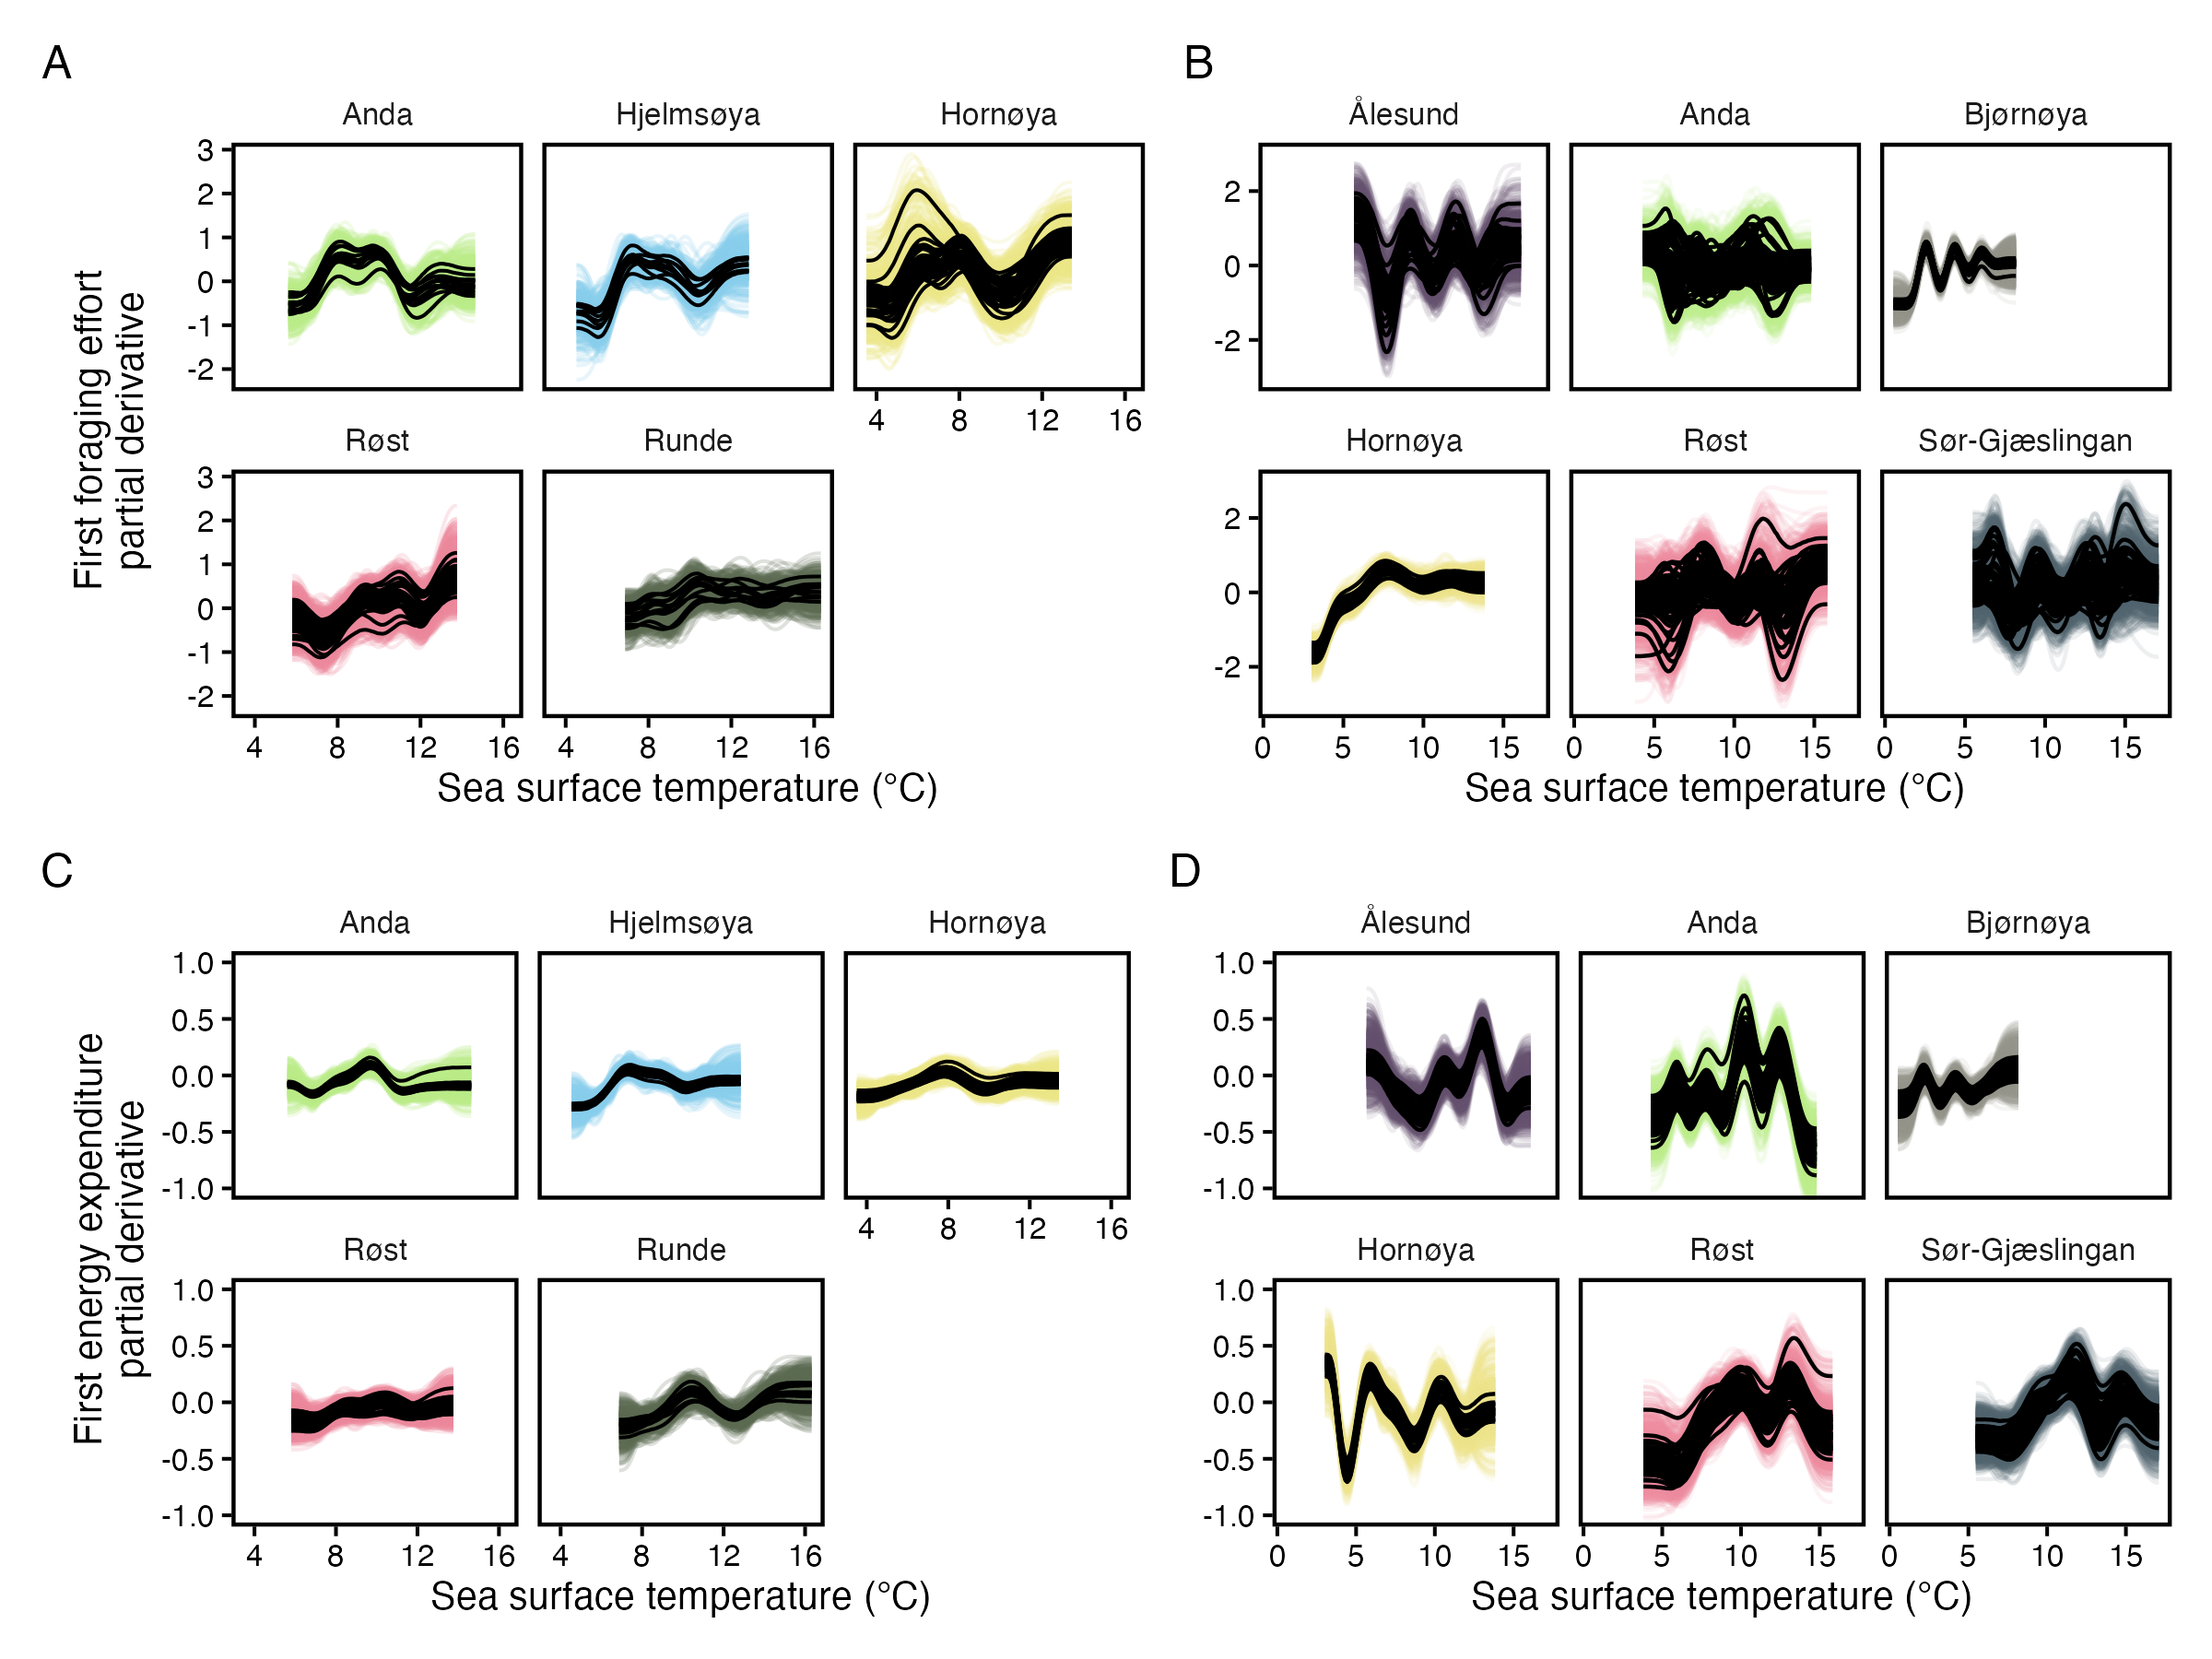 A
B
Anda
Hjelmsøya
Hornøya
Ålesund
Anda
Bjørnøya
3
2
1
0
-1
-2
2
0
-2
4 8 12 16
Røst
Runde
Hornøya
Røst
Sør-Gjæslingan
3
2
1
0
-1
-2
2
0
-2
4 8 12 16
4 8 12 16
0 5 10 15
0 5 10 15
0 5 10 15
First foraging effort
partial derivative
Sea surface temperature (°C)
Sea surface temperature (°C)
C
D
Anda
Hjelmsøya
Hornøya
Ålesund
Anda
Bjørnøya
1.0
0.5
0.0
-0.5
-1.0
1.0
0.5
0.0
-0.5
-1.0
4 8 12 16
Røst
Runde
Hornøya
Røst
Sør-Gjæslingan
1.0
0.5
0.0
-0.5
-1.0
1.0
0.5
0.0
-0.5
-1.0
4 8 12 16
4 8 12 16
0 5 10 15
0 5 10 15
0 5 10 15
First energy expenditure
partial derivative
Sea surface temperature (°C)
Sea surface temperature (°C)